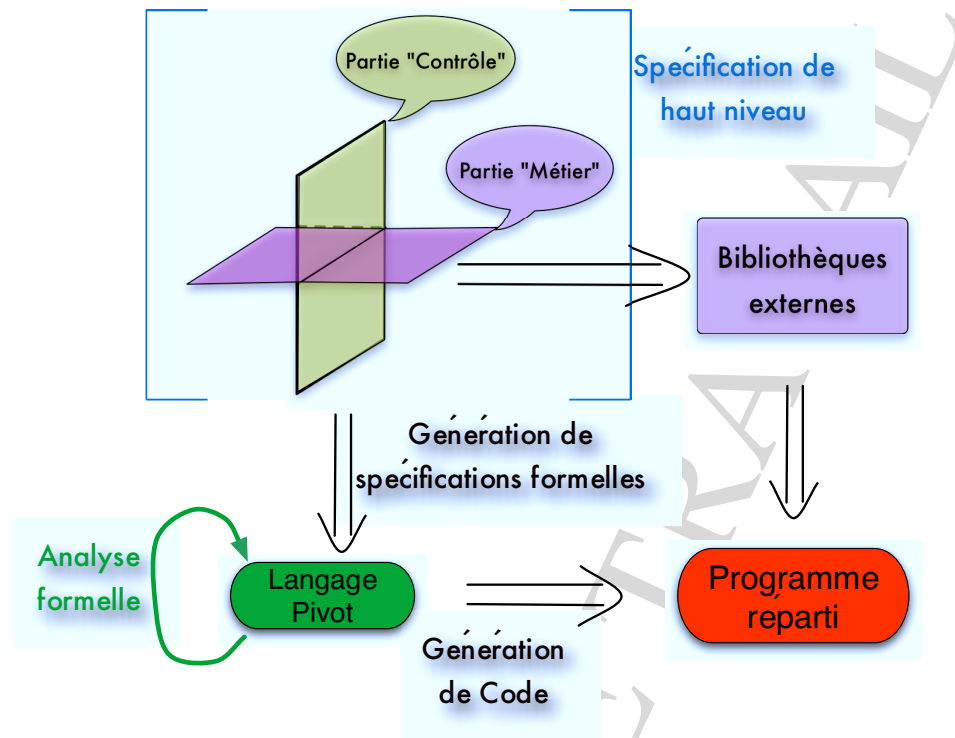 Partie "Contrôle"
Spécification de
haut niveau
Partie "Métier"
Bibliothèques
externes
Génération de
spécifications formelles
Analyse
formelle
Langage
Pivot
Programme
réparti
Génération
de Code
TRAVAIL